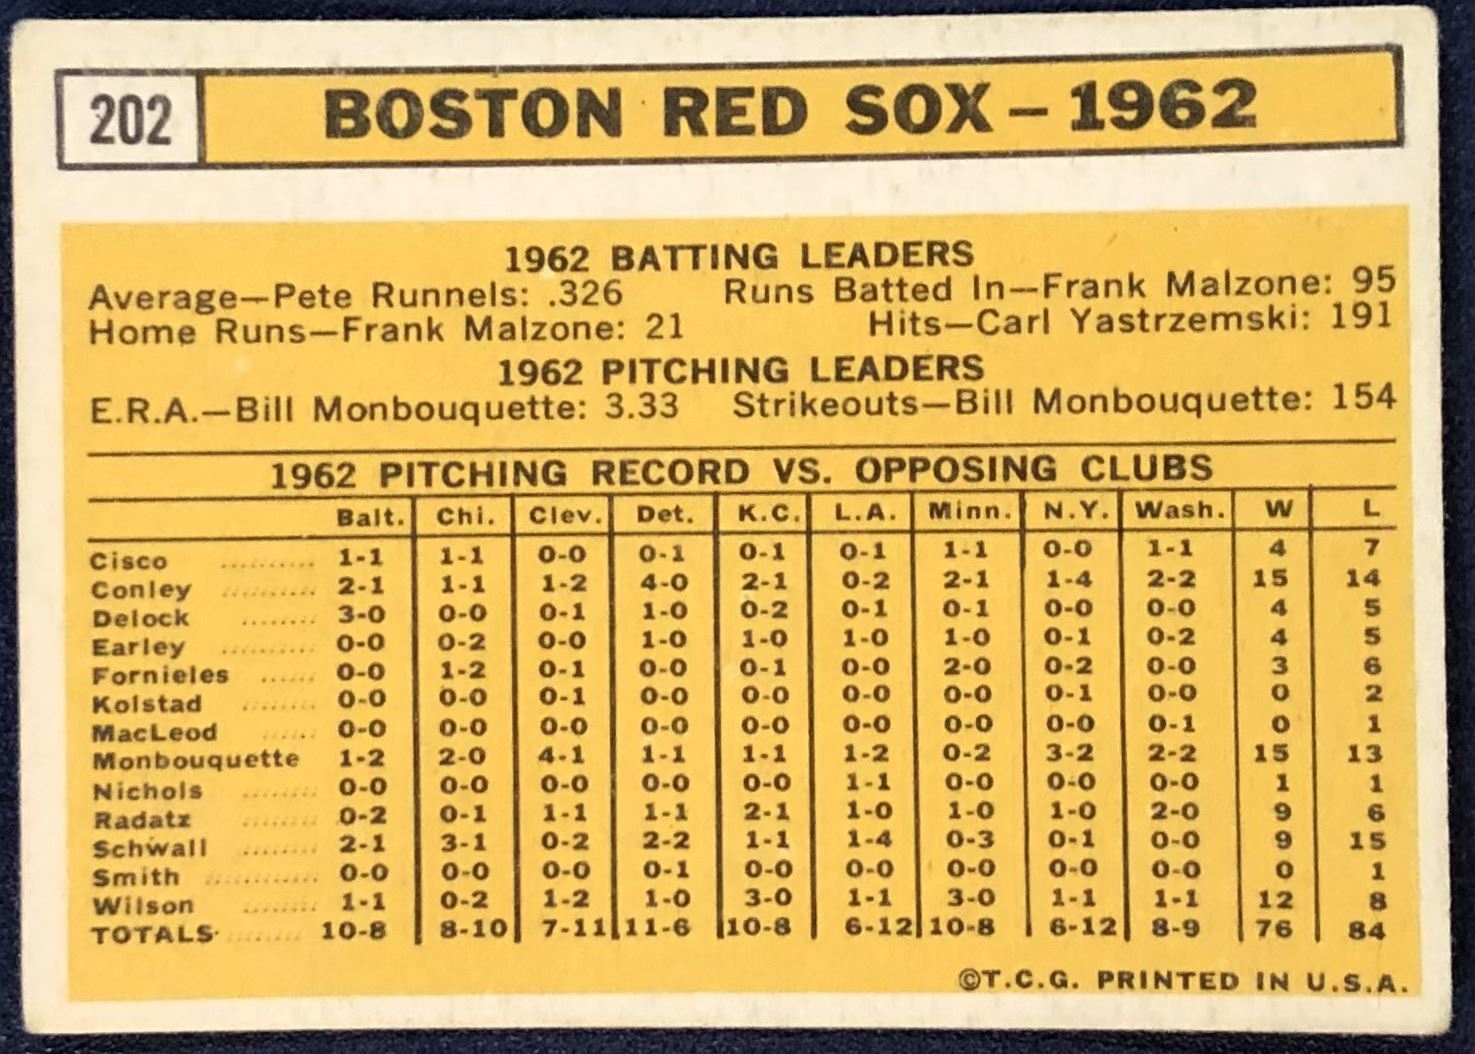 202 BOSTON RED SOX - 1962
1962 BATTING LEADERS
Average—Pete Runnels: .326 Runs Batted In—Frank Malzone: 95
Home Runs—Frank Malzone: 21 Hits—Carl Yastrzemski: 191
1962 PITCHING LEADERS
E.R.A.—Bill Monbouquette: 3.33 Strikeouts—Bill Monbouquette: 154
1962 PITCHING RECORD VS. OPPOSING CLUBS
Balt. Chi. Clev. Det. K.C. L.A. Minn. N.Y. Wash. W L
Cisco .......... 1-1 1-1 0-0 0-1 0-1 0-1 1-1 0-0 1-1 4 7
Conley .......... 2-1 1-1 1-2 4-0 2-1 0-2 2-1 1-4 2-2 15 14
Delock ........ 3-0 0-0 0-1 1-0 0-2 0-1 0-1 0-0 0-0 4 5
Earley .......... 0-0 0-2 0-0 1-0 1-0 1-0 1-0 0-1 0-2 4 5
Fornieles ...... 0-0 1-2 0-1 0-0 0-1 0-0 2-0 0-2 0-0 3 6
Kolstad ........ 0-0 0-0 0-1 0-0 0-0 0-0 0-0 0-1 0-0 0 2
MacLeod ...... 0-0 0-0 0-0 0-0 0-0 0-0 0-0 0-0 0-1 0 1
Monbouquette 1-2 2-0 4-1 1-1 1-1 1-2 0-2 3-2 2-2 15 13
Nichols ........ 0-0 0-0 0-0 0-0 0-0 1-1 0-0 0-0 0-0 1 1
Radatz ........ 0-2 0-1 1-1 1-1 2-1 1-0 1-0 1-0 2-0 9 6
Schwall ........ 2-1 3-1 0-2 2-2 1-1 1-4 0-3 0-1 0-0 9 15
Smith ............ 0-0 0-0 0-0 0-1 0-0 0-0 0-0 0-0 0-0 0 1
Wilson ........ 1-1 0-2 1-2 1-0 3-0 1-1 3-0 1-1 1-1 12 8
TOTALS ........ 10-8 8-10 7-11 11-6 10-8 6-12 10-8 6-12 8-9 76 84
©T.C.G. PRINTED IN U.S.A.